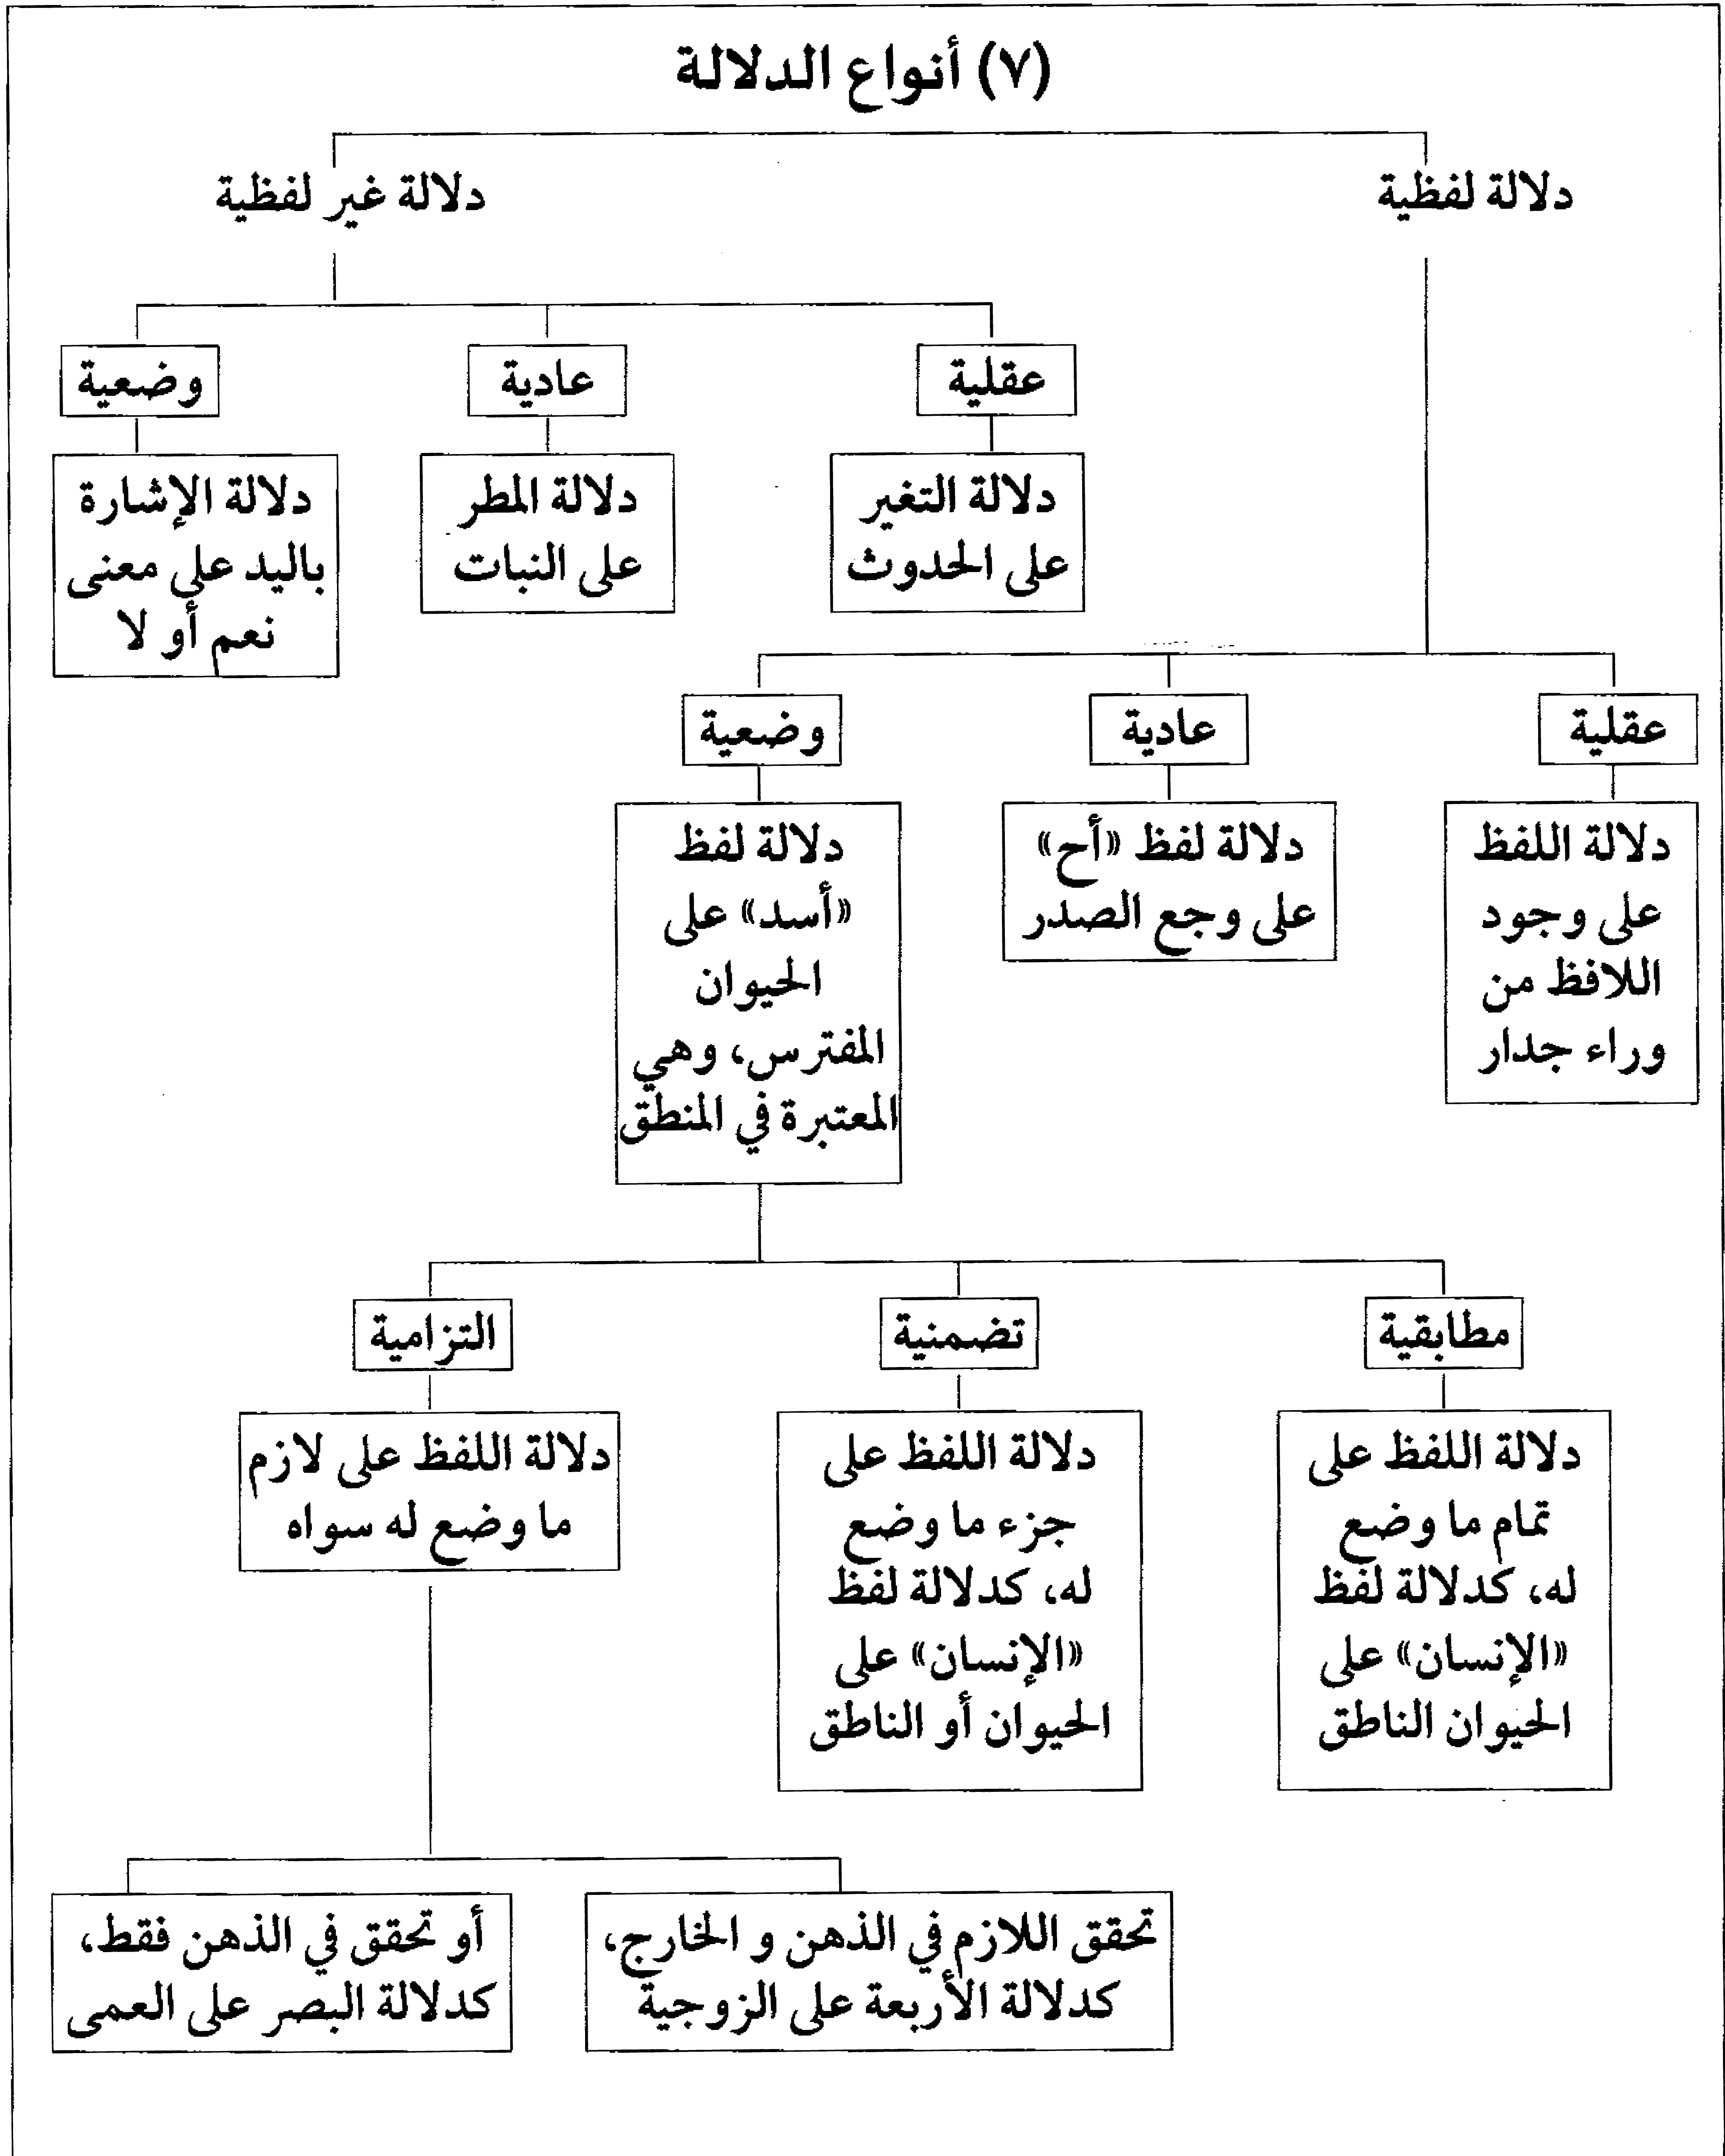 (٧) أنواع الدلالة
دلالة لفظية
دلالة غير لفظية
عقلية
عادية
وضعية
دلالة التغير
على الحدوث
دلالة المطر
على النبات
دلالة الإشارة
باليد على معنى
نعم أو لا
عقلية
عادية
وضعية
دلالة اللفظ
على وجود
اللافظ من
وراء جدار
دلالة لفظ «أح»
على وجع الصدر
دلالة لفظ
«أسد» على
الحيوان
المفترس، وهي
المعتبرة في المنطق
مطابقية
تضمنية
التزامية
دلالة اللفظ على
تمام ما وضع
له، كدلالة لفظ
«الإنسان» على
الحيوان الناطق
دلالة اللفظ على
جزء ما وضع
له، كدلالة لفظ
«الإنسان» على
الحيوان أو الناطق
دلالة اللفظ على لازم
ما وضع له سواه
تحقق اللازم في الذهن و الخارج،
كدلالة الأربعة على الزوجية
أو تحقق في الذهن فقط،
كدلالة البصر على العمى